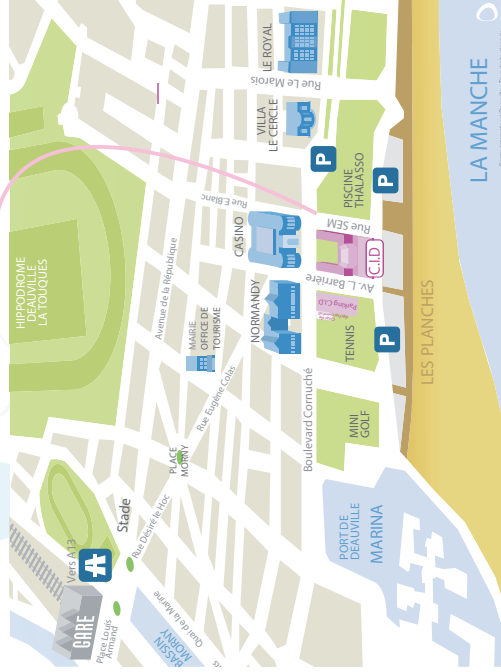 LE ROYAL
Rue Le Marois
VILLA
LE CERCLE
P
PISCINE
THALASSO
P
LA MANCHE
Rue E.Blanc
CASINO
Rue SEM
C.I.D
Av. L. Barrière
HIPPODROME
DEAUVILLE
LA TOUQUES
Avenue de la République
MAIRIE
OFFICE DE
TOURISME
NORMANDY
Parking C.I.D
TENNIS
P
LES PLANCHES
Rue Eugène Colas
Boulevard Cornuché
MINI
GOLF
PLACE
MORNY
Stade
Rue Désiré le Hoc
PORT DE
DEAUVILLE
MARINA
Vers A13
GARE
Place Louis
Armand
Quai de la Marine
BASSIN
MORNY